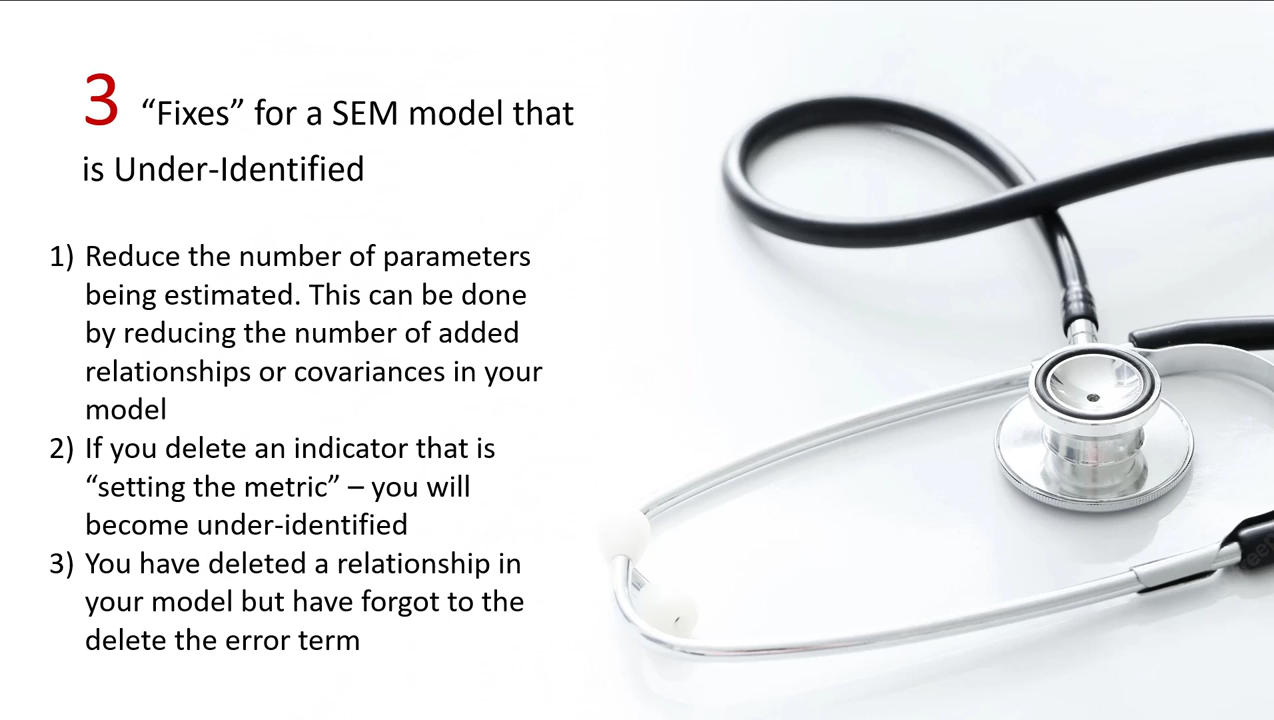 3 “Fixes” for a SEM model that
is Under-Identified
1) Reduce the number of parameters
being estimated. This can be done
by reducing the number of added
relationships or covariances in your
model
2) If you delete an indicator that is
“setting the metric” – you will
become under-identified
3) You have deleted a relationship in
your model but have forgot to the
delete the error term